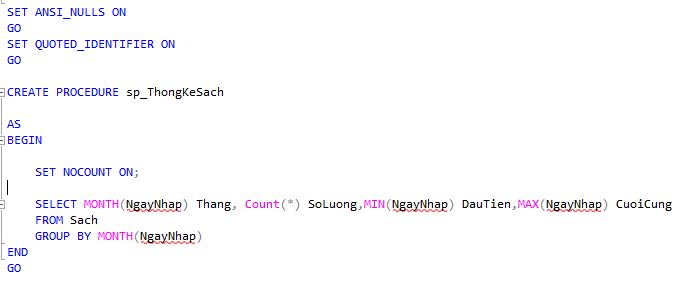 SET ANSI_NULLS ON
GO
SET QUOTED_IDENTIFIER ON
GO
CREATE PROCEDURE sp_ThongKeSach
AS
BEGIN
SET NOCOUNT ON;
SELECT MONTH(NgayNhap) Thang, Count(*) SoLuong,MIN(NgayNhap) DauTien,MAX(NgayNhap) CuoiCung
FROM Sach
GROUP BY MONTH(NgayNhap)
END
GO